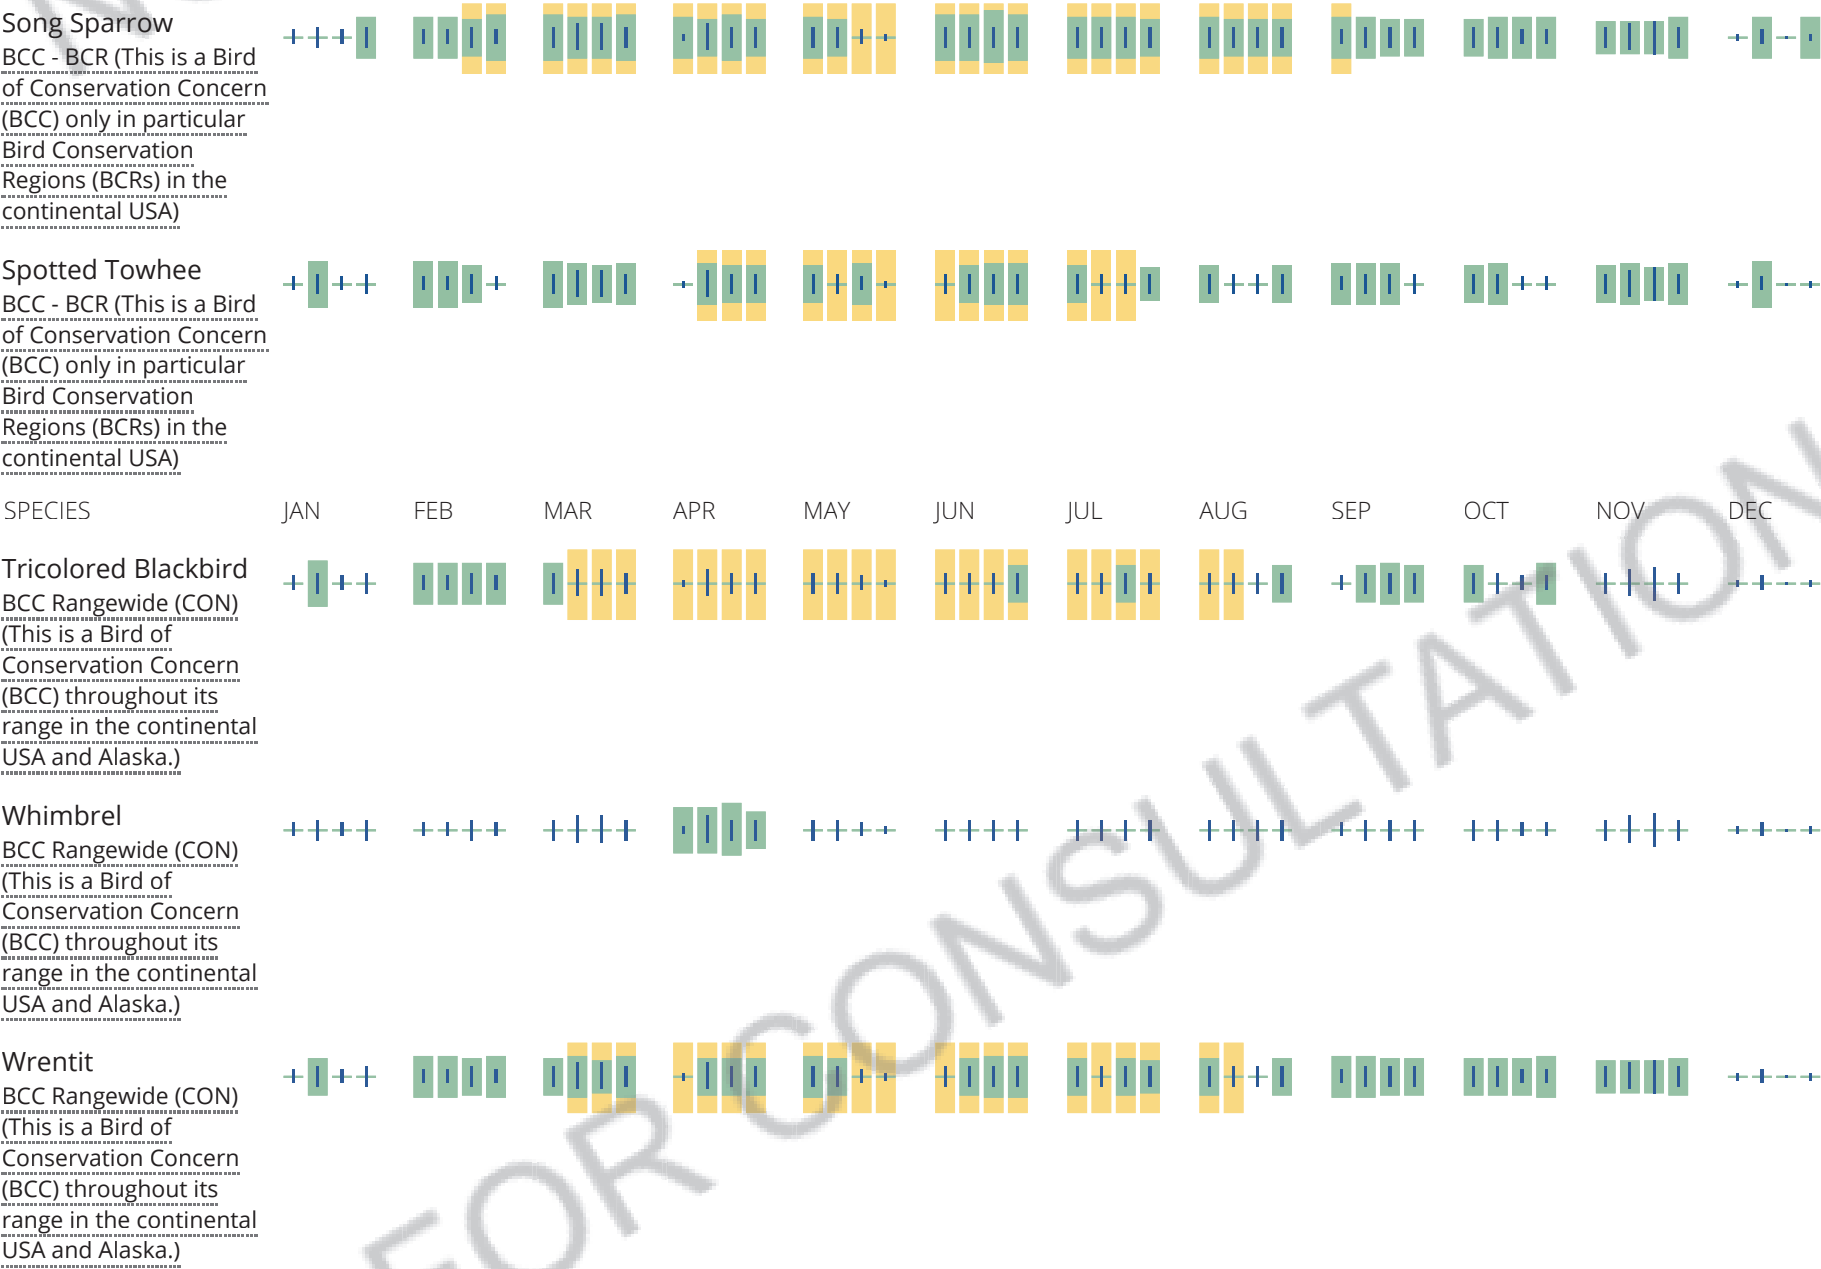 Song Sparrow
BCC - BCR (This is a Bird
of Conservation Concern
(BCC) only in particular
Bird Conservation
Regions (BCRs) in the
continental USA)
Spotted Towhee
BCC - BCR (This is a Bird
of Conservation Concern
(BCC) only in particular
Bird Conservation
Regions (BCRs) in the
continental USA)
SPECIES JAN FEB MAR APR MAY JUN JUL AUG SEP OCT NOV DEC
Tricolored Blackbird
BCC Rangewide (CON)
(This is a Bird of
Conservation Concern
(BCC) throughout its
range in the continental
USA and Alaska.)
Whimbrel
BCC Rangewide (CON)
(This is a Bird of
Conservation Concern
(BCC) throughout its
range in the continental
USA and Alaska.)
Wrentit
BCC Rangewide (CON)
(This is a Bird of
Conservation Concern
(BCC) throughout its
range in the continental
USA and Alaska.)
FOR CONSULTATION